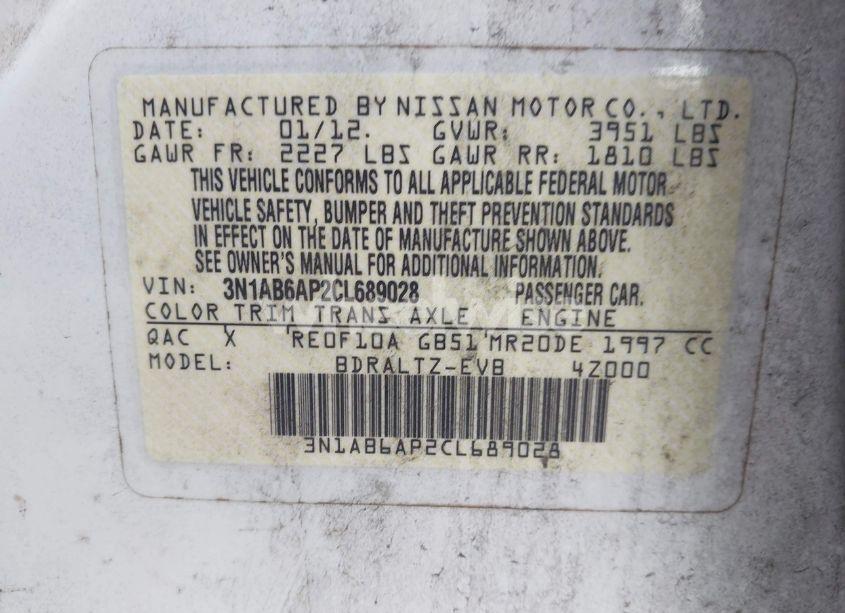 MANUFACTURED BY NISSAN MOTOR CO., LTD.
DATE: 01/12. GVWR: 3951 LBS
GAWR FR: 2227 LBS GAWR RR: 1810 LBS
THIS VEHICLE CONFORMS TO ALL APPLICABLE FEDERAL MOTOR
VEHICLE SAFETY, BUMPER AND THEFT PREVENTION STANDARDS
IN EFFECT ON THE DATE OF MANUFACTURE SHOWN ABOVE.
SEE OWNER'S MANUAL FOR ADDITIONAL INFORMATION.
VIN: 3N1AB6AP2CL689028 PASSENGER CAR.
COLOR TRIM TRANS AXLE ENGINE
QAC X RE0F10A GB51 MR20DE 1997 CC
MODEL: BDRALTZ-EVB 4Z000
3N1AB6AP2CL689028